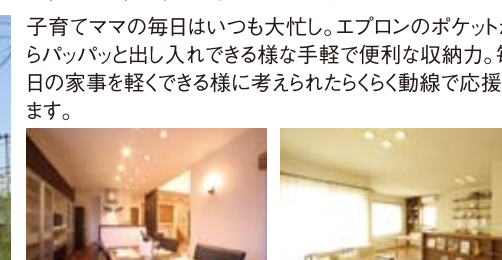 子育てママの毎日はいつも大忙し。エプロンのポケット
らパッパッと出し入れできる様な手軽で便利な収納力。
日の家事を軽くできる様に考えられたらくらく動線で応援
ます。